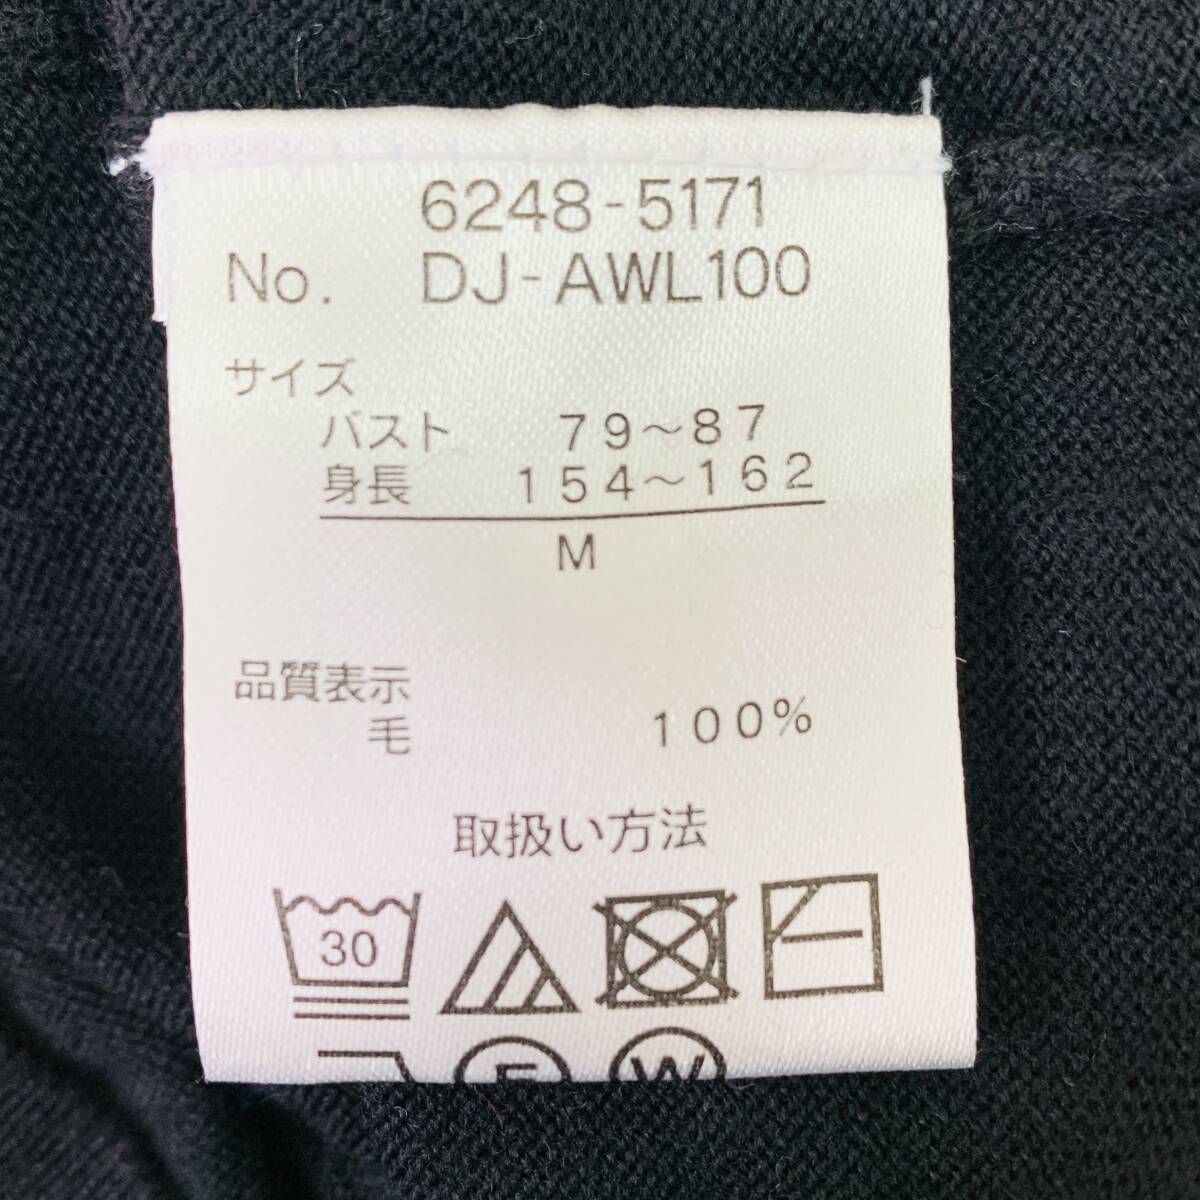 6248-5171
No. DJ-AWL100
サイズ
バスト 79～87
身長 154～162
M
品質表示
毛 100%
取扱い方法
30
W